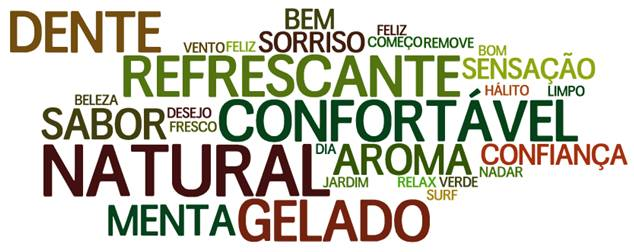 DENTE
BEM
FELIZ
VENTO FELIZ SORRISO COMEÇO REMOVE
BOM
REFRESCANTE SENSAÇÃO
BELEZA
HÁLITO LIMPO
SABOR DESEJO CONFORTÁVEL
FRESCO
NATURAL DIA AROMA CONFIANÇA
NADAR
JARDIM RELAX VERDE
SURF
MENTA GELADO